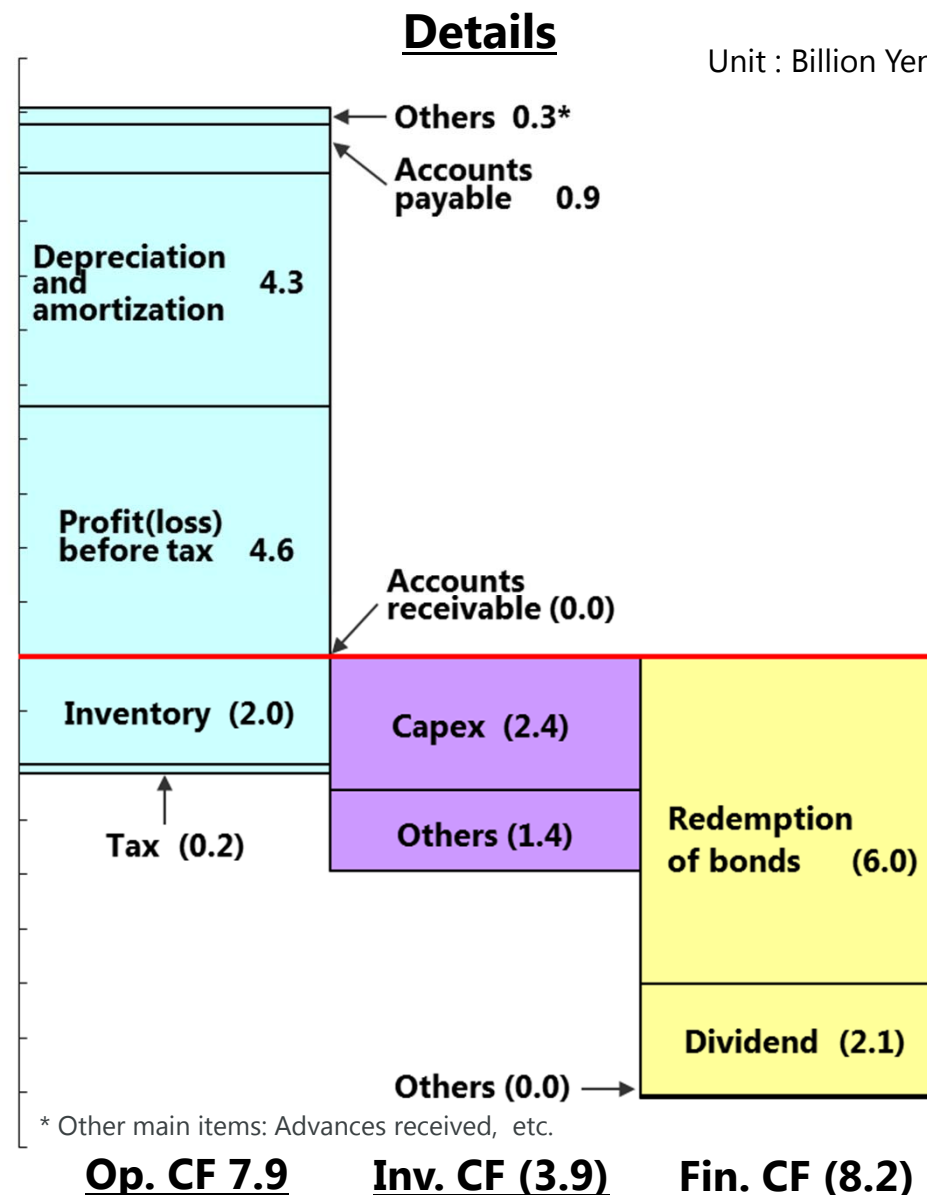 Details
Unit : Billion Yen
Others 0.3*
Accounts
payable 0.9
Depreciation
and 4.3
amortization
Profit(loss)
before tax 4.6
Accounts
receivable (0.0)
Inventory (2.0)
Capex (2.4)
Tax (0.2)
Others (1.4)
Redemption
of bonds (6.0)
Dividend (2.1)
Others (0.0)
* Other main items: Advances received, etc.
Op. CF 7.9 Inv. CF (3.9) Fin. CF (8.2)